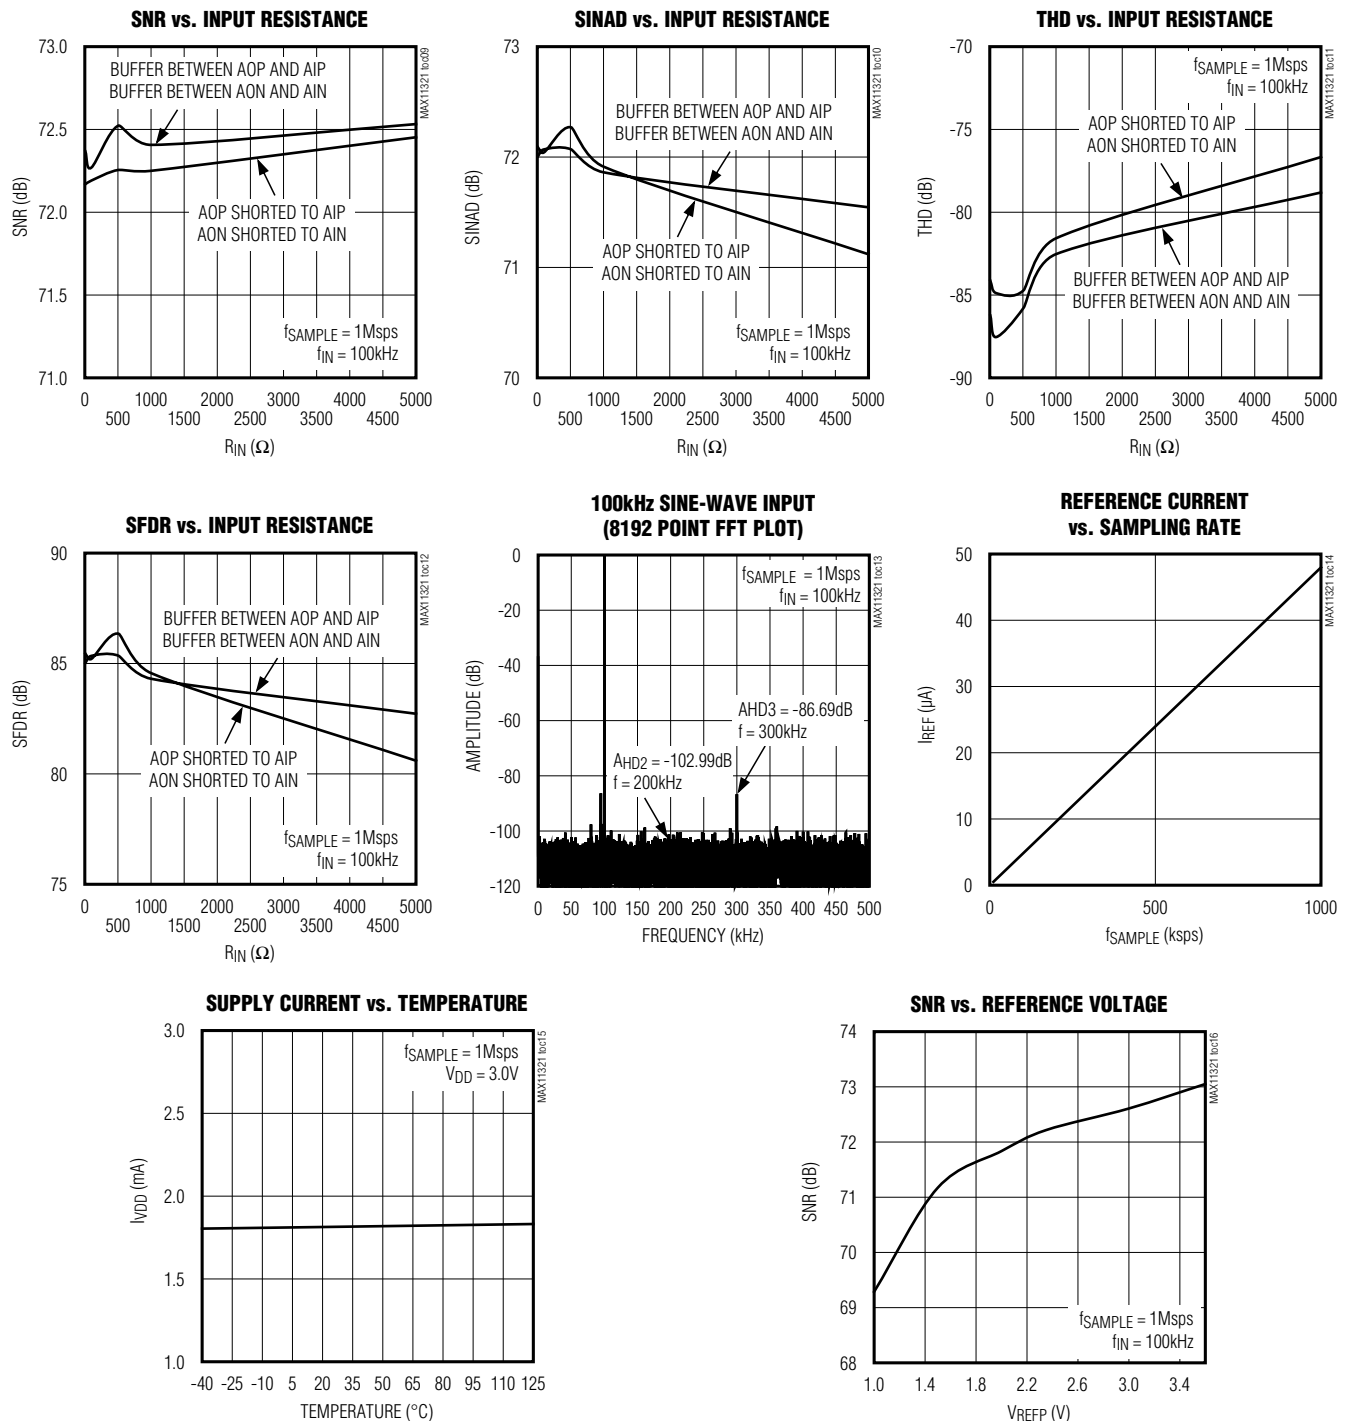 SNR vs. INPUT RESISTANCE
73.0
72.5
72.0
71.5
71.0
SNR (dB)
BUFFER BETWEEN AOP AND AIP
BUFFER BETWEEN AON AND AIN
AOP SHORTED TO AIP
AON SHORTED TO AIN
fSAMPLE = 1Msps
fIN = 100kHz
MAX11321 toc09
0 1000 2000 3000 4000 5000
500 1500 2500 3500 4500
RIN (Ω)
SINAD vs. INPUT RESISTANCE
73
72
71
70
SINAD (dB)
BUFFER BETWEEN AOP AND AIP
BUFFER BETWEEN AON AND AIN
AOP SHORTED TO AIP
AON SHORTED TO AIN
fSAMPLE = 1Msps
fIN = 100kHz
MAX11321 toc10
0 1000 2000 3000 4000 5000
500 1500 2500 3500 4500
RIN (Ω)
THD vs. INPUT RESISTANCE
-70
-75
-80
-85
-90
THD (dB)
fSAMPLE = 1Msps
fIN = 100kHz
AOP SHORTED TO AIP
AON SHORTED TO AIN
BUFFER BETWEEN AOP AND AIP
BUFFER BETWEEN AON AND AIN
MAX11321 toc11
0 1000 2000 3000 4000 5000
500 1500 2500 3500 4500
RIN (Ω)
SFDR vs. INPUT RESISTANCE
90
85
80
75
SFDR (dB)
BUFFER BETWEEN AOP AND AIP
BUFFER BETWEEN AON AND AIN
AOP SHORTED TO AIP
AON SHORTED TO AIN
fSAMPLE = 1Msps
fIN = 100kHz
MAX11321 toc12
0 1000 2000 3000 4000 5000
500 1500 2500 3500 4500
RIN (Ω)
100kHz SINE-WAVE INPUT
(8192 POINT FFT PLOT)
0
-20
-40
-60
-80
-100
-120
AMPLITUDE (dB)
fSAMPLE = 1Msps
fIN = 100kHz
AHD3 = -86.69dB
f = 300kHz
AHD2 = -102.99dB
f = 200kHz
MAX11321 toc13
0 50 100 150 200 250 300 350 400 450 500
FREQUENCY (kHz)
REFERENCE CURRENT
vs. SAMPLING RATE
50
40
30
20
10
0
IREF (µA)
MAX11321 toc14
0 500 1000
fSAMPLE (ksps)
SUPPLY CURRENT vs. TEMPERATURE
3.0
2.5
2.0
1.5
1.0
IVDD (mA)
fSAMPLE = 1Msps
VDD = 3.0V
MAX11321 toc15
-40 -25 -10 5 20 35 50 65 80 95 110 125
TEMPERATURE (°C)
SNR vs. REFERENCE VOLTAGE
74
73
72
71
70
69
68
SNR (dB)
fSAMPLE = 1Msps
fIN = 100kHz
MAX11321 toc16
1.0 1.4 1.8 2.2 2.6 3.0 3.4
VREFP (V)